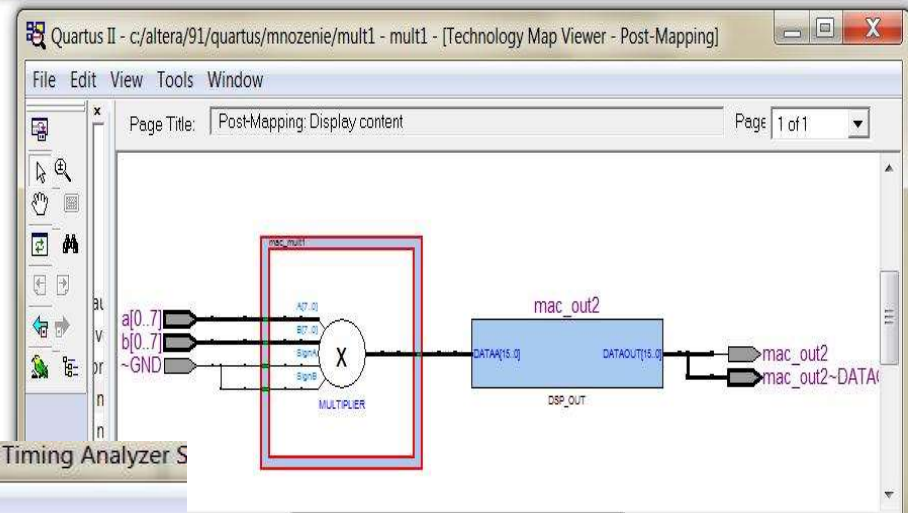 Quartus II - c:/altera/91/quartus/mnozenie/mult1 - mult1 - [Technology Map Viewer - Post-Mapping]
File Edit View Tools Window
Page Title: Post-Mapping: Display content Page 1 of 1
mac_mult1
mac_out2
a[0..7]
b[0..7]
~GND
A[7..0]
B[7..0]
SignA
SignB
X
MULTIPLIER
DATAA[15..0] DATAOUT[15..0]
DSP_OUT
mac_out2
mac_out2~DATAO
Timing Analyzer S